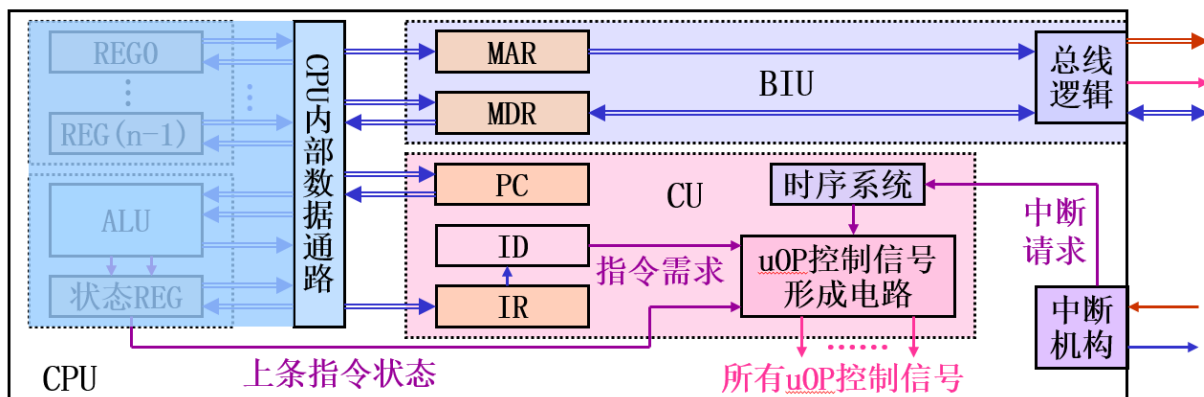 REG0
⋮
REG(n-1)
ALU
状态REG
CPU内部数据通路
MAR
MDR
BIU
总线
逻辑
PC
CU
时序系统
ID
IR
指令需求
uOP控制信号
形成电路
中断
请求
中断
机构
上条指令状态
所有uOP控制信号
CPU